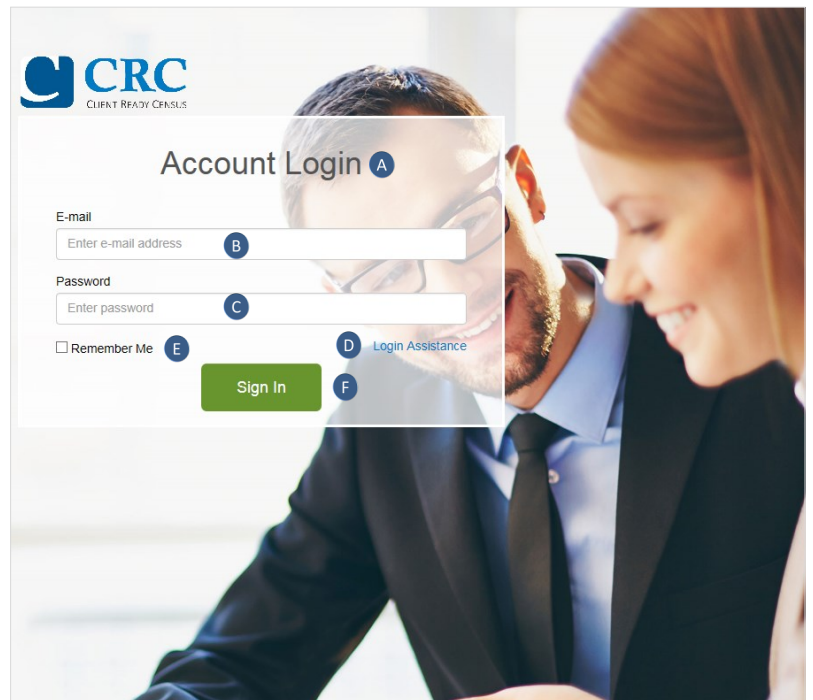 CRC
CLIENT READY CENSUS
Account Login A
E-mail
Enter e-mail address B
Password
Enter password C
Remember Me E D Login Assistance
Sign In F